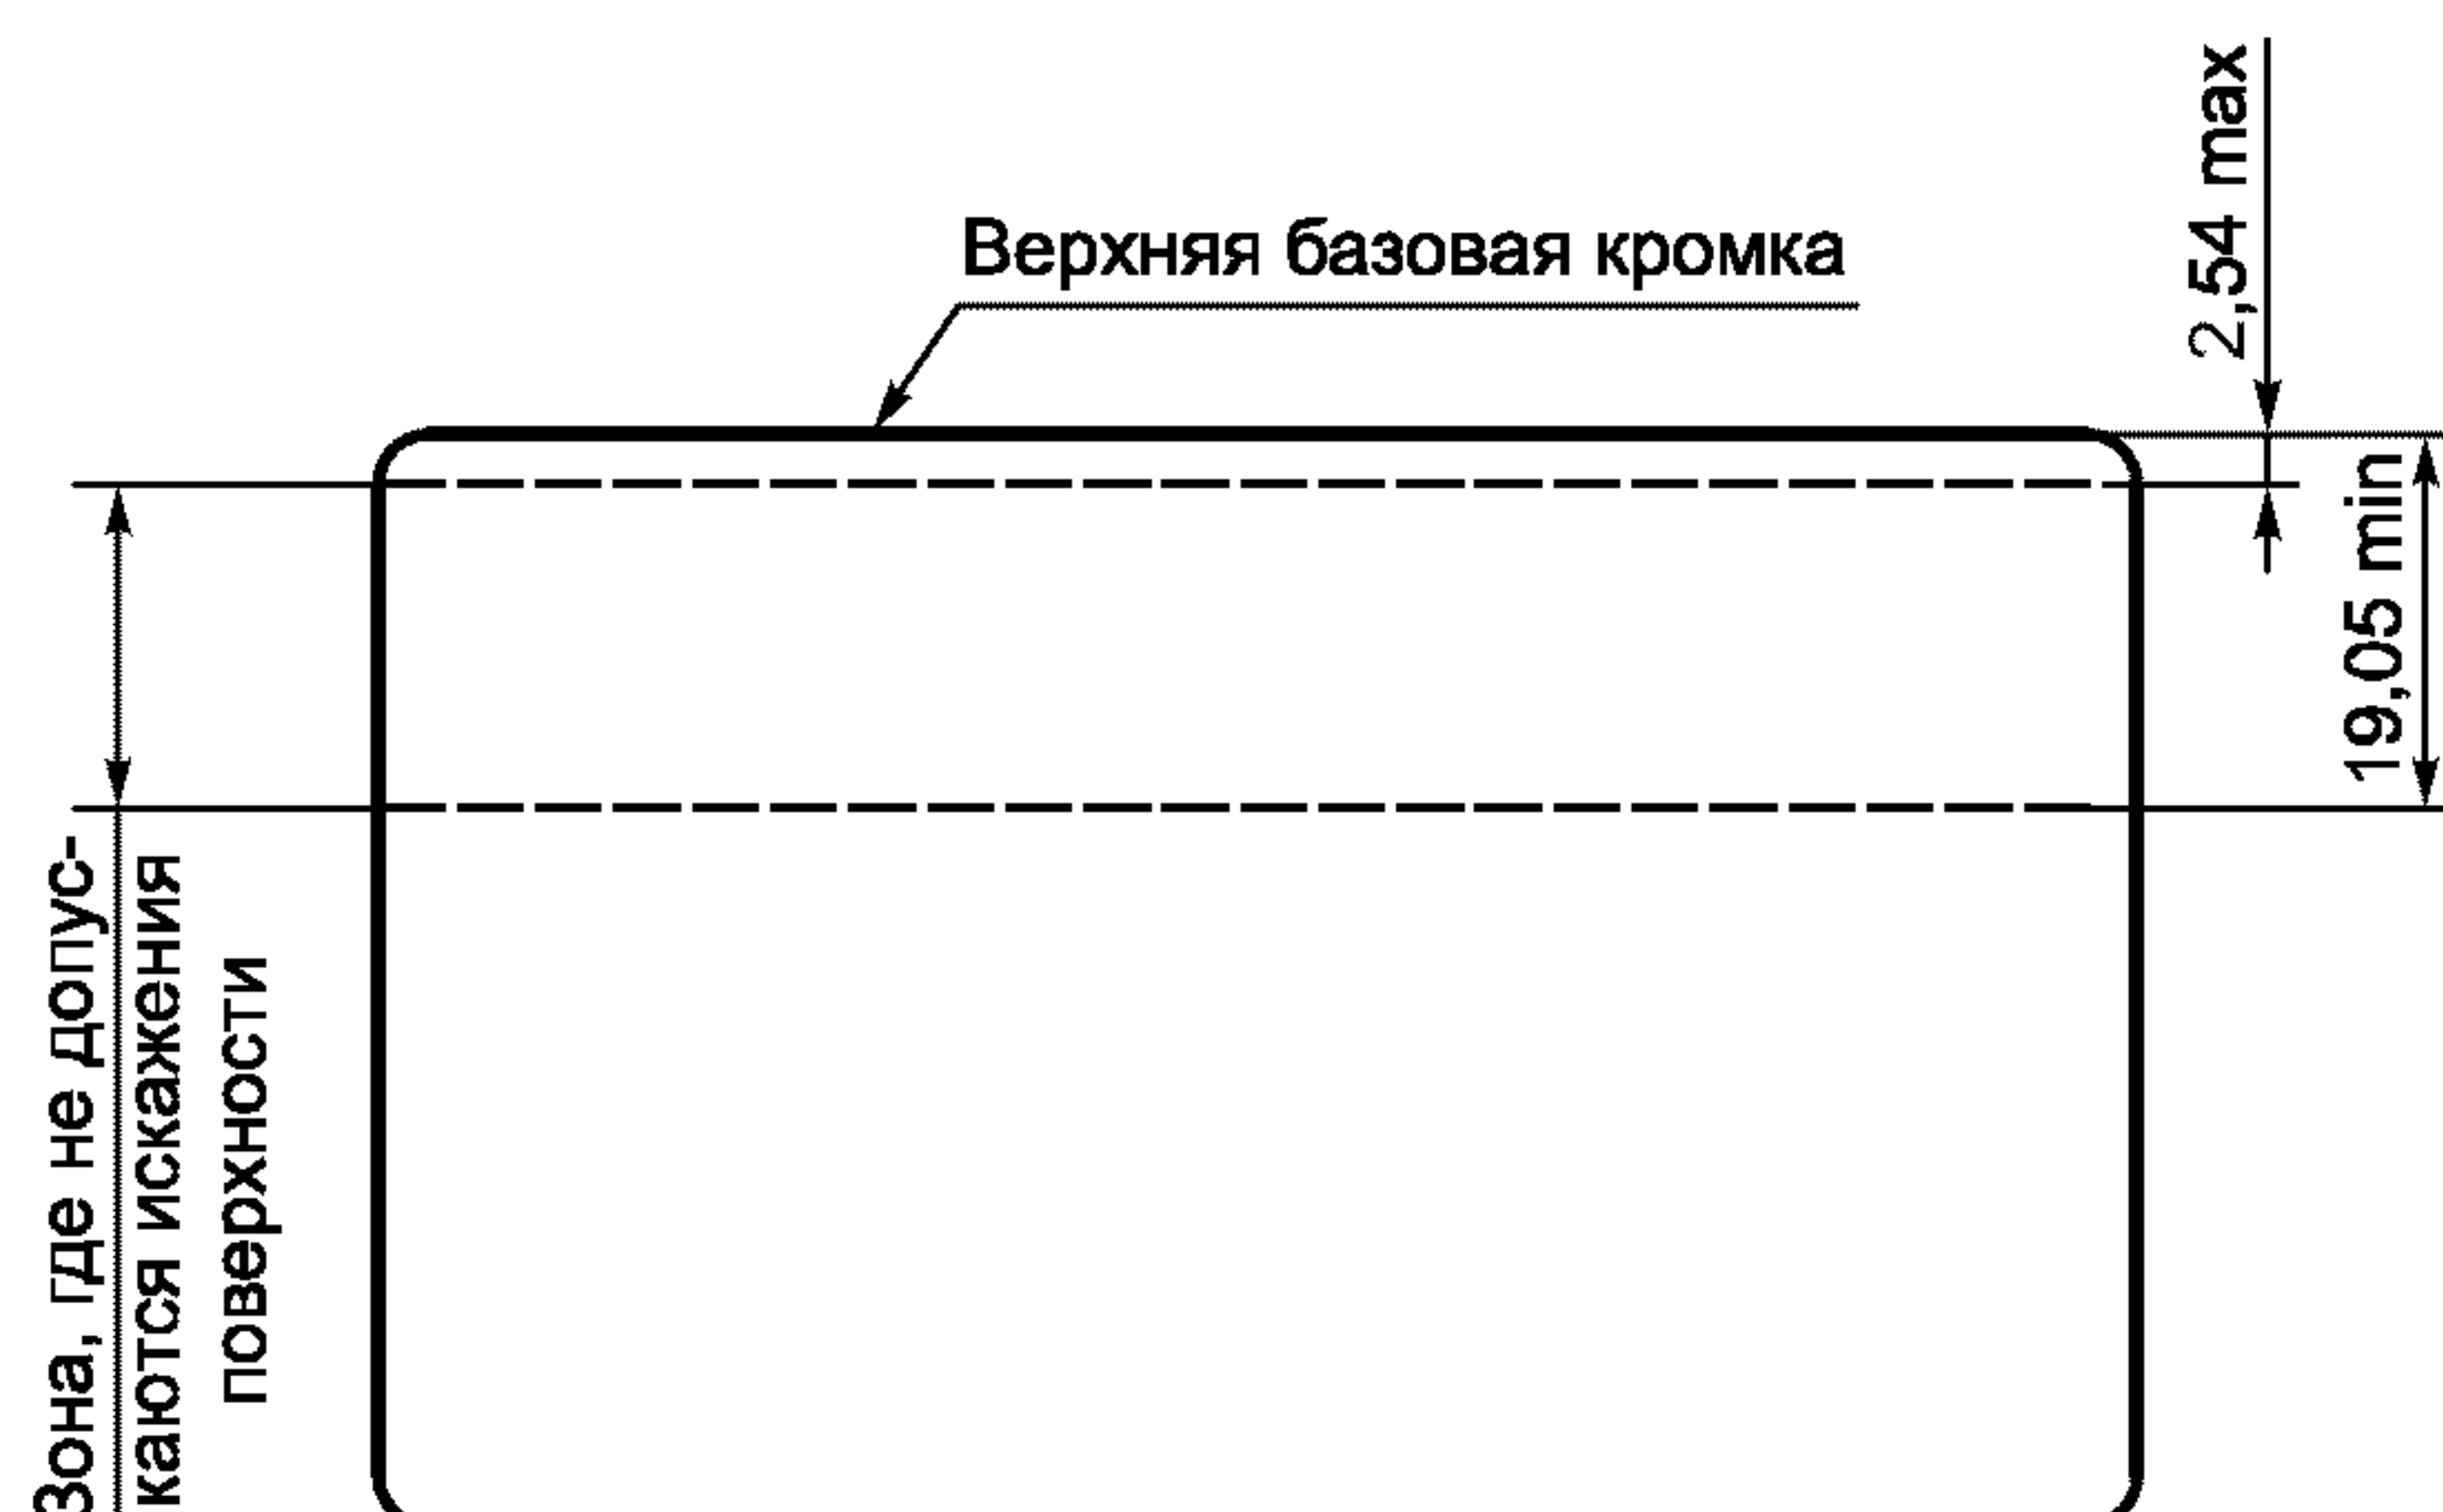 Верхняя базовая кромка
2,54 max
19,05 min
Зона, где не допус-
каются искажения
поверхности